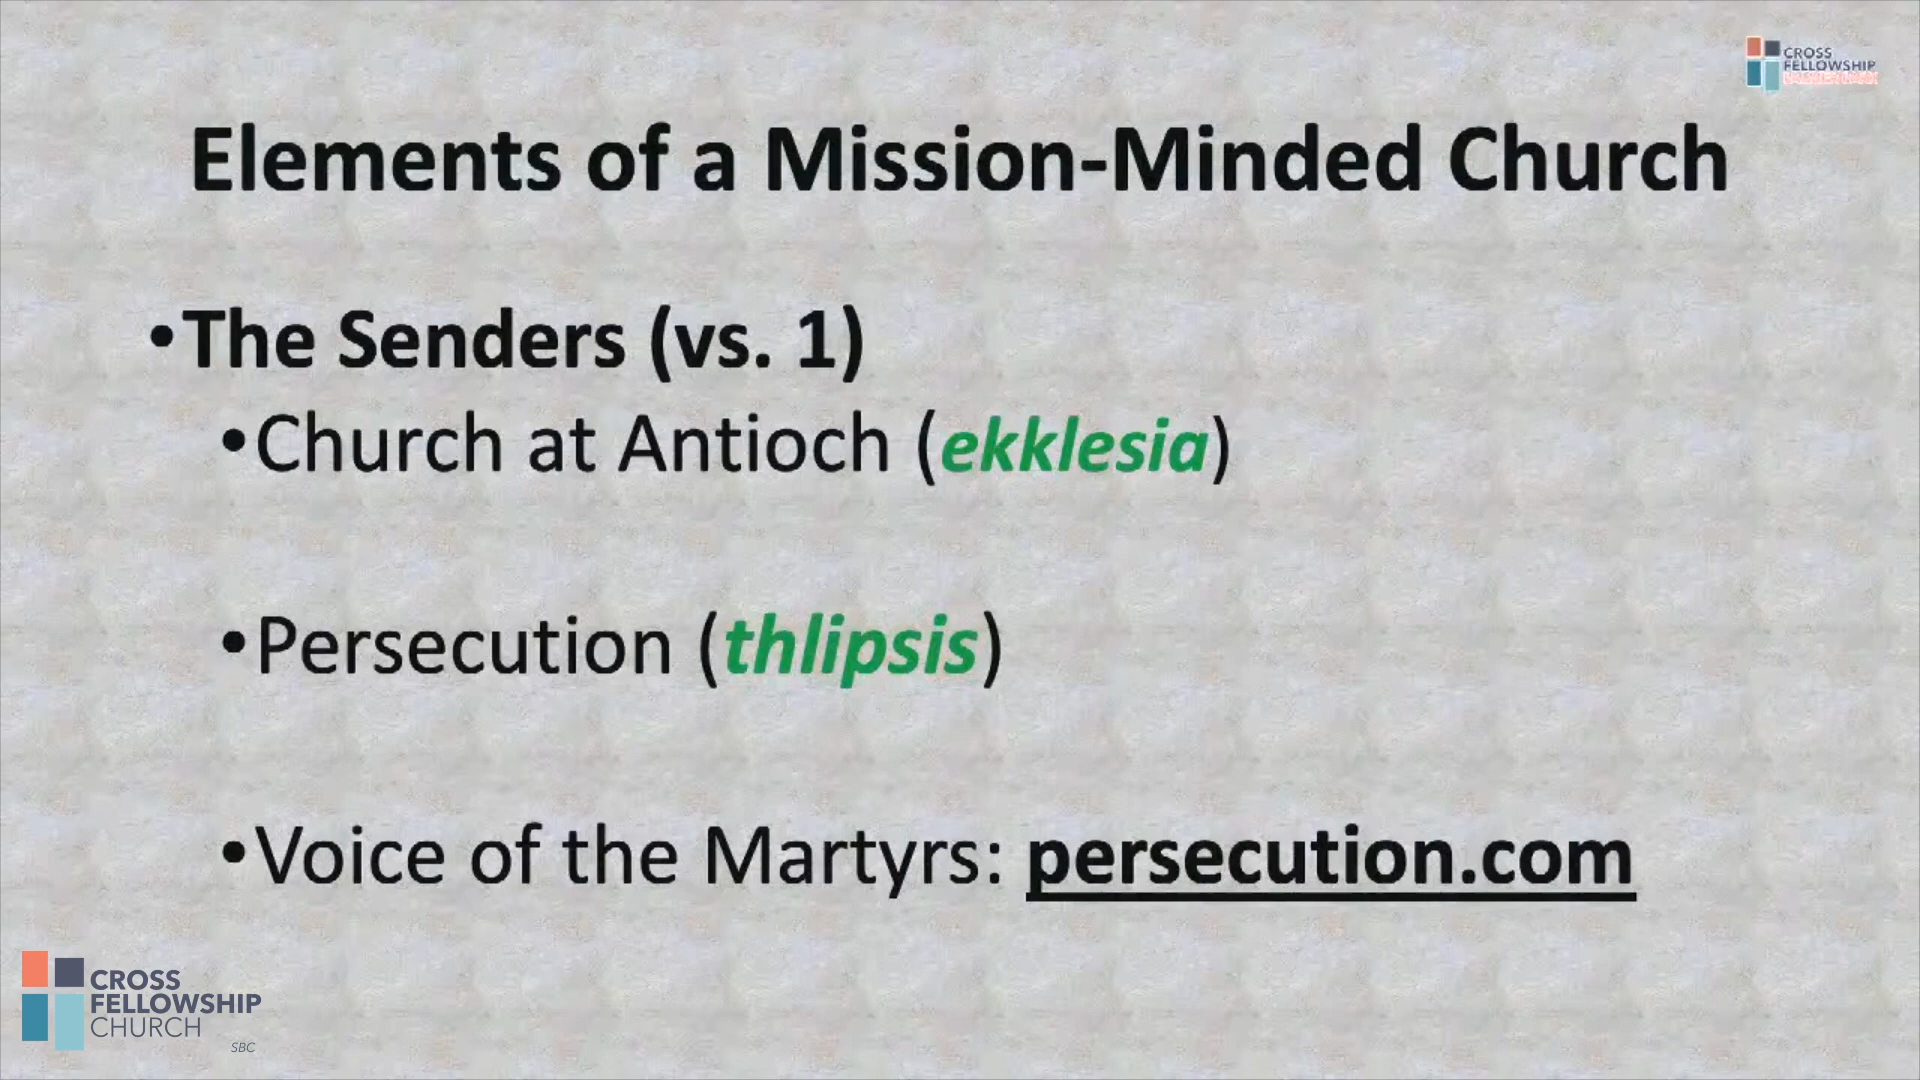 CROSS
FELLOWSHIP
Elements of a Mission-Minded Church
•The Senders (vs. 1)
•Church at Antioch (ekklesia)
•Persecution (thlipsis)
•Voice of the Martyrs: persecution.com
CROSS
FELLOWSHIP
CHURCH
SBC